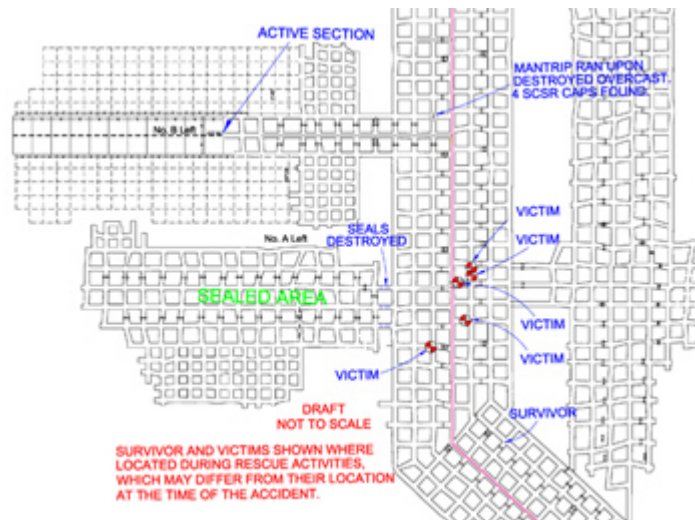 ACTIVE SECTION
MANTRIP RAN UPON
DESTROYED OVERCAST.
4 SCSR CAPS FOUND.
No. B Left
VICTIM
SEALS
DESTROYED
No. A Left
VICTIM
SEALED AREA
VICTIM
VICTIM
VICTIM
DRAFT
NOT TO SCALE
SURVIVOR
SURVIVOR AND VICTIMS SHOWN WHERE
LOCATED DURING RESCUE ACTIVITIES,
WHICH MAY DIFFER FROM THEIR LOCATION
AT THE TIME OF THE ACCIDENT.